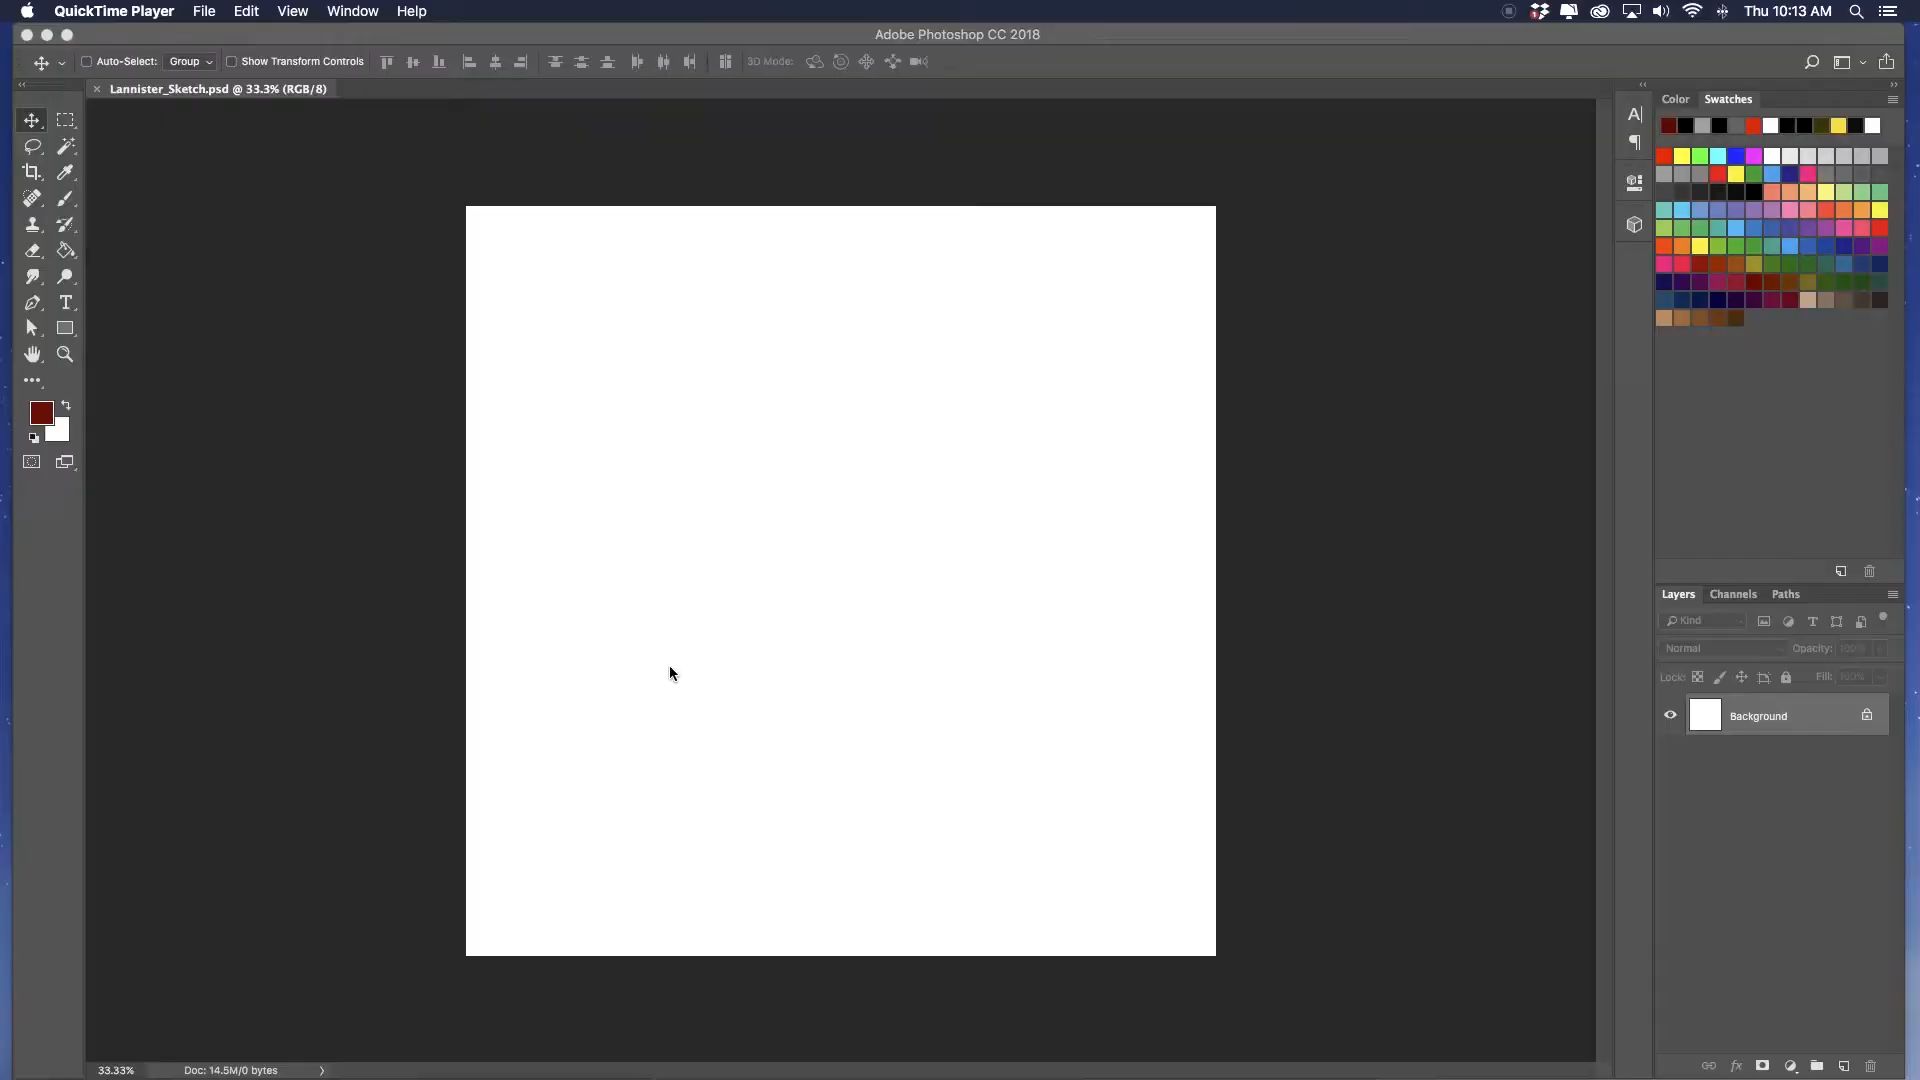 QuickTime Player File Edit View Window Help Thu 10:13 AM
Adobe Photoshop CC 2018
Auto-Select: Group Show Transform Controls 3D Mode:
Lannister_Sketch.psd @ 33.3% (RGB/8)
Color Swatches
Layers Channels Paths
Kind
Normal Opacity: 100%
Lock: Fill: 100%
Background
33.33% Doc: 14.5M/0 bytes